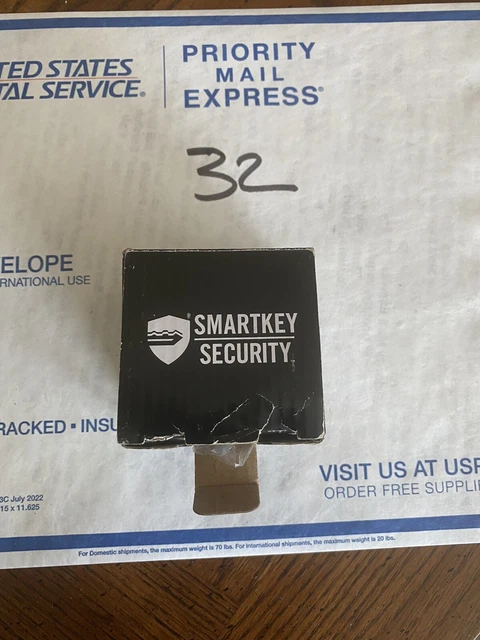 TED STATES
TAL SERVICE®
PRIORITY
MAIL
EXPRESS®
32
ELOPE
RNATIONAL USE
SMARTKEY
SECURITY™
RACKED ▪ INSU
VISIT US AT USP
ORDER FREE SUPPLI
3C July 2022
15 x 11.625
For Domestic shipments, the maximum weight is 70 lbs. For international shipments, the maximum weight is 20 lbs.